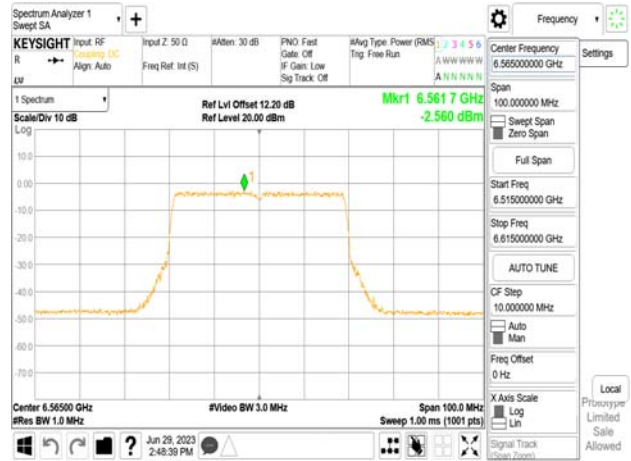 Spectrum Analyzer 1
Swept SA
Frequency
KEYSIGHT
Input: RF
Coupling: DC
Align: Auto
Input Z: 50 Ω
Freq Ref: Int (S)
#Atten: 30 dB
PNO: Fast
Gate: Off
IF Gain: Low
Sig Track: Off
#Avg Type: Power (RMS
Trig: Free Run
1 2 3 4 5 6
A W W W W W
A N N N N N
R
LVI
Center Frequency
6.565000000 GHz
Settings
Span
100.000000 MHz
Swept Span
Zero Span
Full Span
Start Freq
6.515000000 GHz
Stop Freq
6.615000000 GHz
AUTO TUNE
CF Step
10.000000 MHz
Auto
Man
Freq Offset
0 Hz
X Axis Scale
Log
Lin
Signal Track
(Span Zoom)
Local
Prototype
Limited
Sale
Allowed
1 Spectrum
Scale/Div 10 dB
Log
Ref Lvl Offset 12.20 dB
Ref Level 20.00 dBm
Mkr1 6.561 7 GHz
-2.560 dBm
1
10.0
0.00
-10.0
-20.0
-30.0
-40.0
-50.0
-60.0
-70.0
Center 6.56500 GHz
#Res BW 1.0 MHz
#Video BW 3.0 MHz
Span 100.0 MHz
Sweep 1.00 ms (1001 pts)
?
Jun 29, 2023
2:48:39 PM